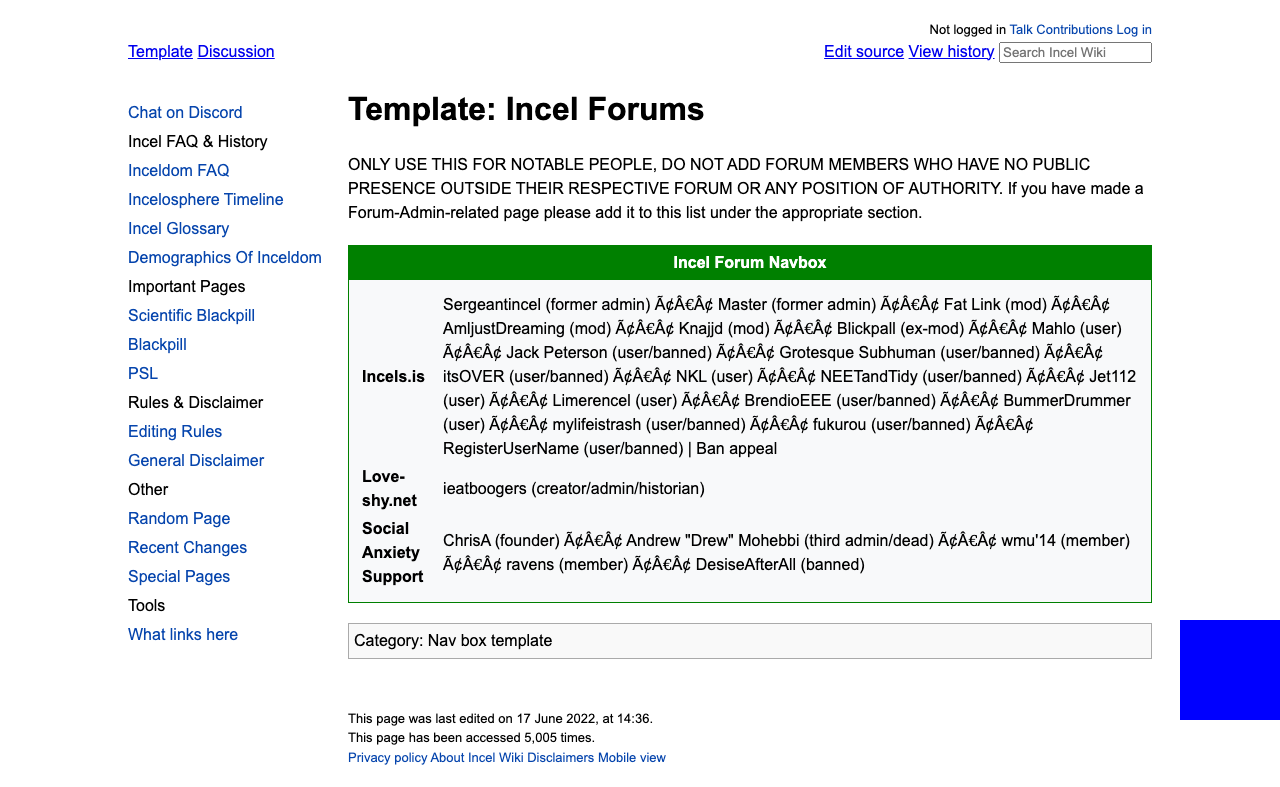 Not logged in Talk Contributions Log in
Template Discussion
Edit source View history Search Incel Wiki
Chat on Discord
Incel FAQ & History
Inceldom FAQ
Incelosphere Timeline
Incel Glossary
Demographics Of Inceldom
Important Pages
Scientific Blackpill
Blackpill
PSL
Rules & Disclaimer
Editing Rules
General Disclaimer
Other
Random Page
Recent Changes
Special Pages
Tools
What links here
Template: Incel Forums
ONLY USE THIS FOR NOTABLE PEOPLE, DO NOT ADD FORUM MEMBERS WHO HAVE NO PUBLIC
PRESENCE OUTSIDE THEIR RESPECTIVE FORUM OR ANY POSITION OF AUTHORITY. If you have made a
Forum-Admin-related page please add it to this list under the appropriate section.
Incel Forum Navbox
Incels.is
Sergeantincel (former admin) Ã¢Â€Â¢ Master (former admin) Ã¢Â€Â¢ Fat Link (mod) Ã¢Â€Â¢
AmljustDreaming (mod) Ã¢Â€Â¢ Knajjd (mod) Ã¢Â€Â¢ Blickpall (ex-mod) Ã¢Â€Â¢ Mahlo (user)
Ã¢Â€Â¢ Jack Peterson (user/banned) Ã¢Â€Â¢ Grotesque Subhuman (user/banned) Ã¢Â€Â¢
itsOVER (user/banned) Ã¢Â€Â¢ NKL (user) Ã¢Â€Â¢ NEETandTidy (user/banned) Ã¢Â€Â¢ Jet112
(user) Ã¢Â€Â¢ Limerencel (user) Ã¢Â€Â¢ BrendioEEE (user/banned) Ã¢Â€Â¢ BummerDrummer
(user) Ã¢Â€Â¢ mylifeistrash (user/banned) Ã¢Â€Â¢ fukurou (user/banned) Ã¢Â€Â¢
RegisterUserName (user/banned) | Ban appeal
Love-
shy.net
ieatboogers (creator/admin/historian)
Social
Anxiety
Support
ChrisA (founder) Ã¢Â€Â¢ Andrew "Drew" Mohebbi (third admin/dead) Ã¢Â€Â¢ wmu'14 (member)
Ã¢Â€Â¢ ravens (member) Ã¢Â€Â¢ DesiseAfterAll (banned)
Category: Nav box template
This page was last edited on 17 June 2022, at 14:36.
This page has been accessed 5,005 times.
Privacy policy About Incel Wiki Disclaimers Mobile view